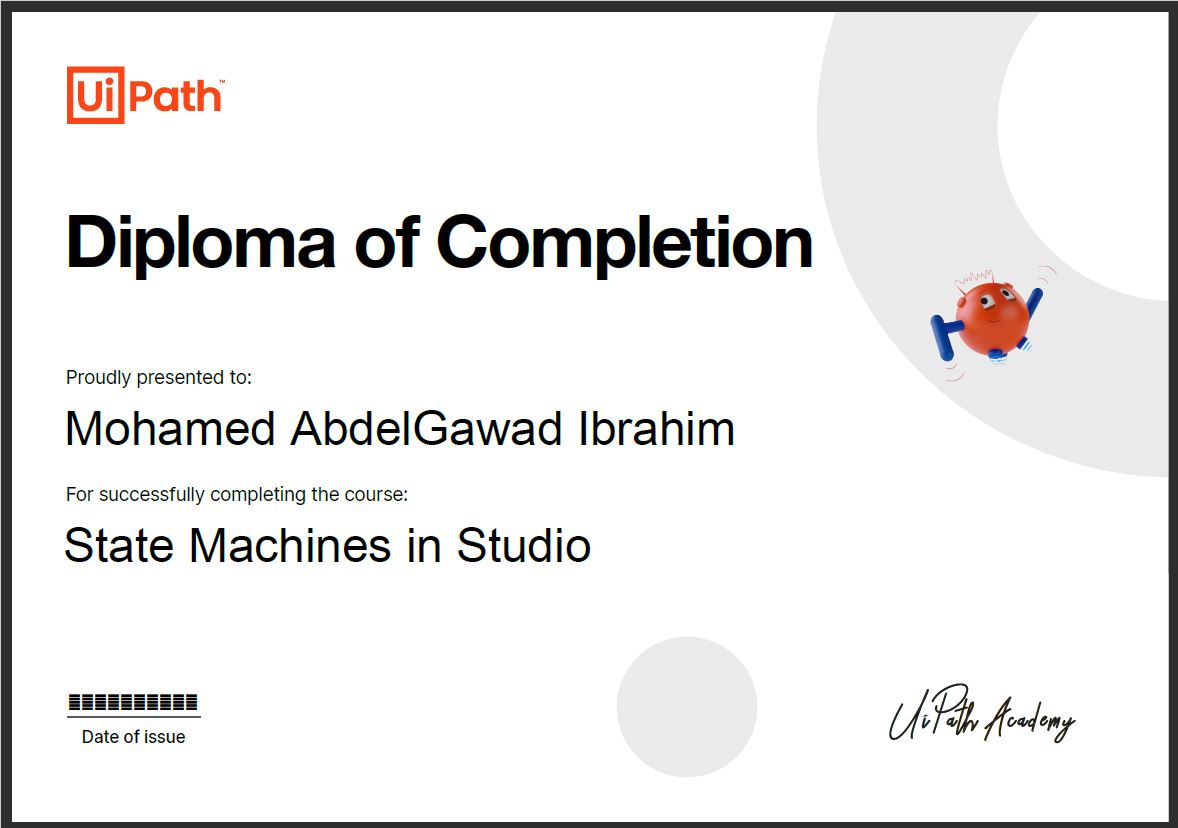 UiPath™
Diploma of Completion
Proudly presented to:
Mohamed AbdelGawad Ibrahim
For successfully completing the course:
State Machines in Studio
Date of issue
UiPath Academy